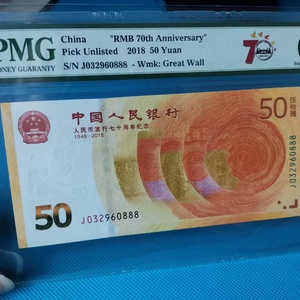 PMG
MONEY GUARANTY
China "RMB 70th Anniversary"
Pick Unlisted 2018 50 Yuan
S/N J032960888 - Wmk: Great Wall
70
中国人民银行
人民币发行七十周年纪念
1948-2018
50
伍拾圆
50
J032960888
J032960888